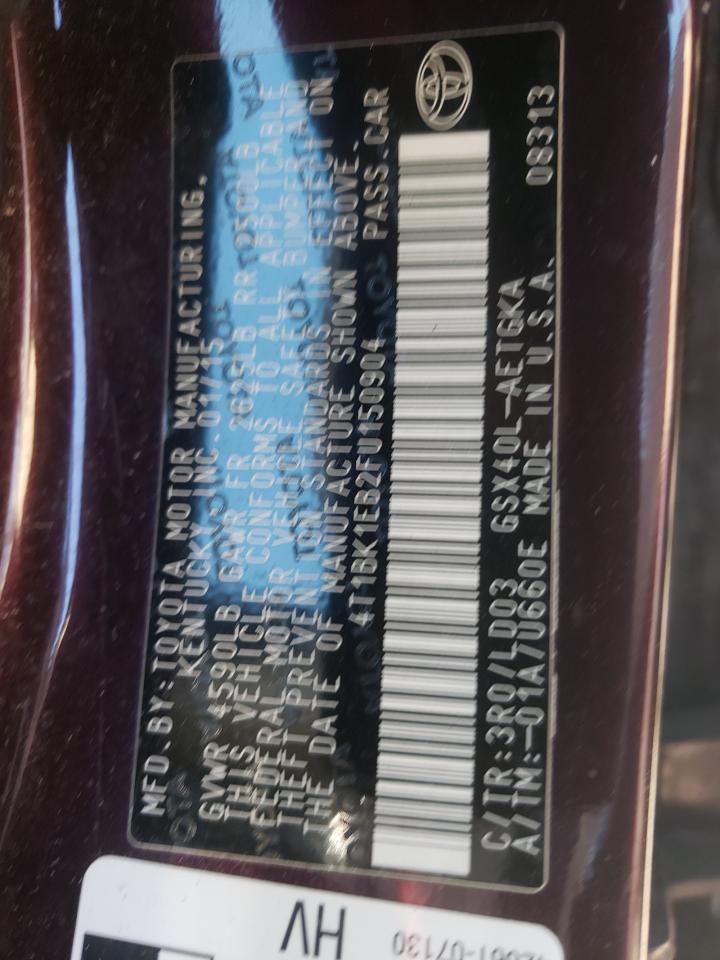 MFD.BY:TOYOTA MOTOR MANUFACTURING,
KENTUCKY, INC. 01/15
GVWR 4590LB GAWR FR 2625LB RR 2500LB
THIS VEHICLE CONFORMS TO ALL APPLICABLE
FEDERAL MOTOR VEHICLE SAFETY, BUMPER, AND
THEFT PREVENTION STANDARDS IN EFFECT ON
THE DATE OF MANUFACTURE SHOWN ABOVE.
4T1BK1EB2FU150904 PASS.CAR
C/TR:3R0/LD03 GSX40L-AETGKA
A/TM:-01A/U660E MADE IN U.S.A. 08313
HV